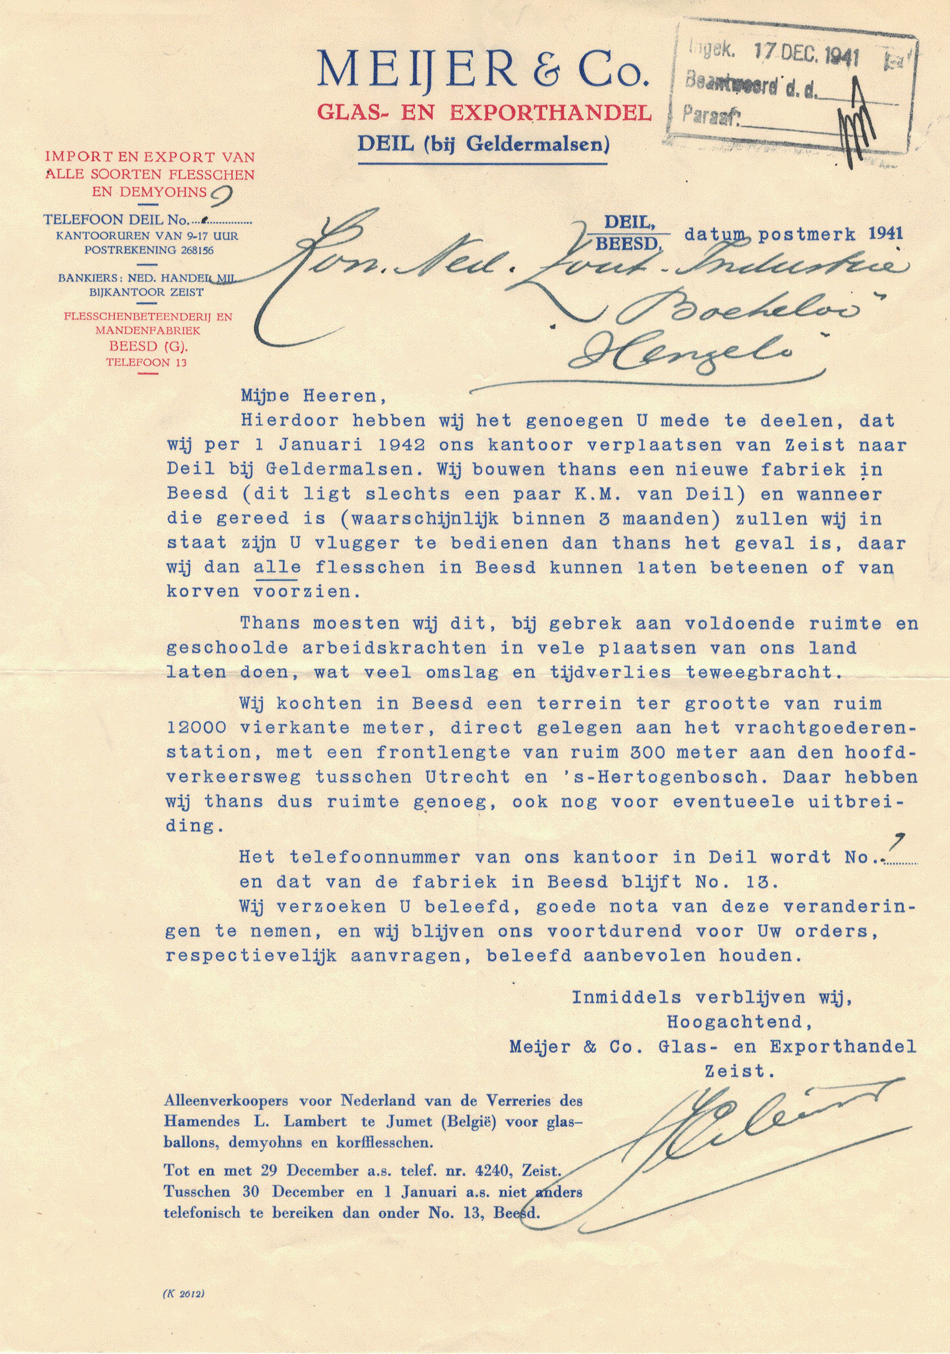 MEIJER & Co.
GLAS- EN EXPORTHANDEL
DEIL (bij Geldermalsen)
Ingek. 17 DEC. 1941
Beantwoord d.d.
Paraaf:
IMPORT EN EXPORT VAN
ALLE SOORTEN FLESSCHEN
EN DEMYOHNS
TELEFOON DEIL No. 9
KANTOORUREN VAN 9-17 UUR
POSTREKENING 268156
BANKIERS: NED. HANDEL MIJ.
BIJKANTOOR ZEIST
FLESSCHENBETEENDERIJ EN
MANDENFABRIEK
BEESD (G).
TELEFOON 13
DEIL,
BEESD, datum postmerk 1941
Kon. Ned. Zout-Industrie
Boekelo
Hengelo
Mijne Heeren,
Hierdoor hebben wij het genoegen U mede te deelen, dat
wij per 1 Januari 1942 ons kantoor verplaatsen van Zeist naar
Deil bij Geldermalsen. Wij bouwen thans een nieuwe fabriek in
Beesd (dit ligt slechts een paar K.M. van Deil) en wanneer
die gereed is (waarschijnlijk binnen 3 maanden) zullen wij in
staat zijn U vlugger te bedienen dan thans het geval is, daar
wij dan alle flesschen in Beesd kunnen laten beteenen of van
korven voorzien.
Thans moesten wij dit, bij gebrek aan voldoende ruimte en
geschoolde arbeidskrachten in vele plaatsen van ons land
laten doen, wat veel omslag en tijdverlies teweegbracht.
Wij kochten in Beesd een terrein ter grootte van ruim
12000 vierkante meter, direct gelegen aan het vrachtgoederen-
station, met een frontlengte van ruim 300 meter aan den hoofd-
verkeersweg tusschen Utrecht en 's-Hertogenbosch. Daar hebben
wij thans dus ruimte genoeg, ook nog voor eventueele uitbrei-
ding.
Het telefoonnummer van ons kantoor in Deil wordt No. 9
en dat van de fabriek in Beesd blijft No. 13.
Wij verzoeken U beleefd, goede nota van deze veranderin-
gen te nemen, en wij blijven ons voortdurend voor Uw orders,
respectievelijk aanvragen, beleefd aanbevolen houden.
Inmiddels verblijven wij,
Hoogachtend,
Meijer & Co. Glas- en Exporthandel
Zeist.
Alleenverkoopers voor Nederland van de Verreries des
Hamendes L. Lambert te Jumet (België) voor glas-
ballons, demyohns en korfflesschen.
Tot en met 29 December a.s. telef. nr. 4240, Zeist.
Tusschen 30 December en 1 Januari a.s. niet anders
telefonisch te bereiken dan onder No. 13, Beesd.
(K 2612)